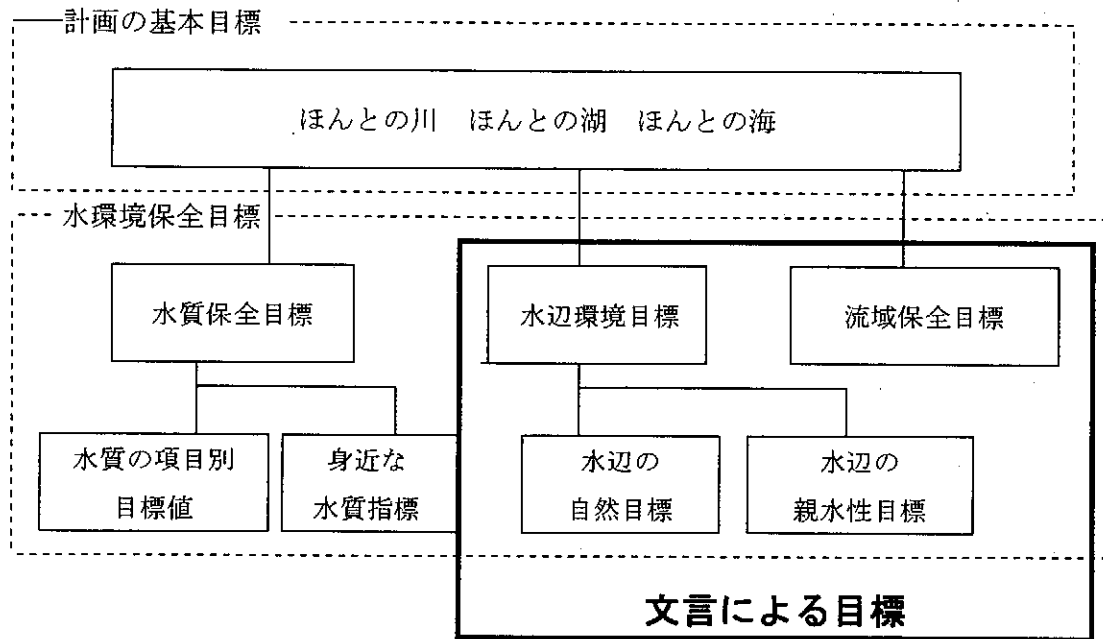 計画の基本目標
ほんとの川　ほんとの湖　ほんとの海
水環境保全目標
水質保全目標
水辺環境目標
流域保全目標
水質の項目別
目標値
身近な
水質指標
水辺の
自然目標
水辺の
親水性目標
文言による目標